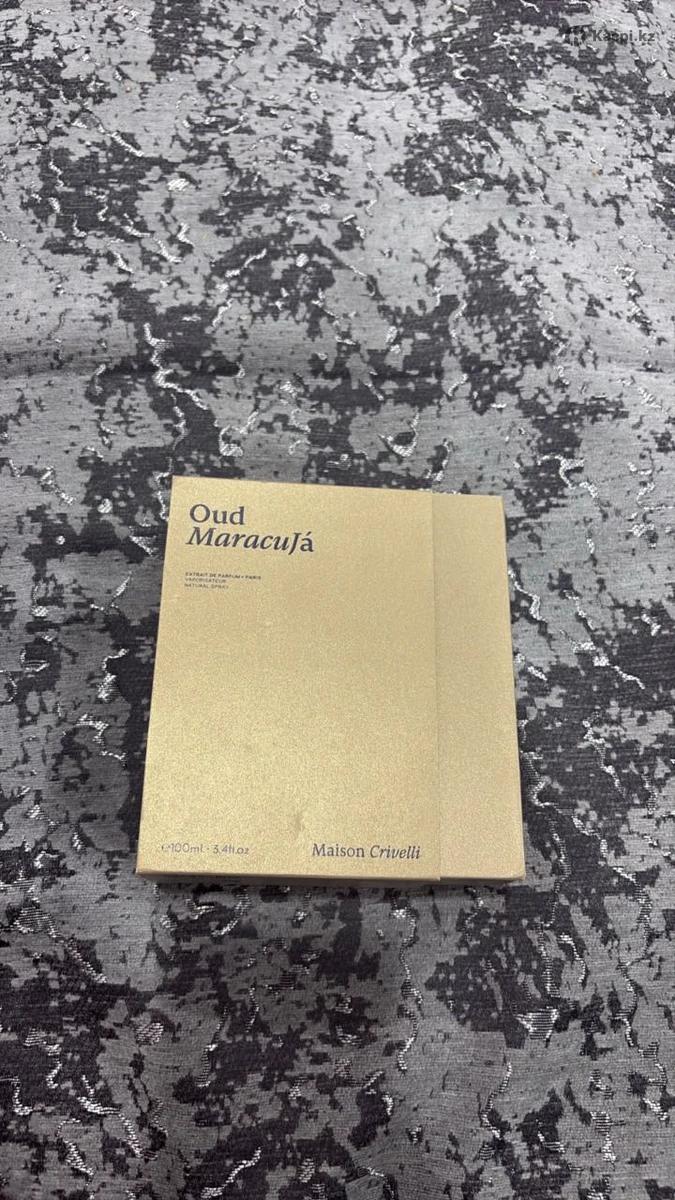 Kaspi.kz
Oud
MaracuJá
EXTRAIT DE PARFUM • PARIS
VAPORISATEUR
NATURAL SPRAY
℮100ml - 3.4fl.oz
Maison Crivelli